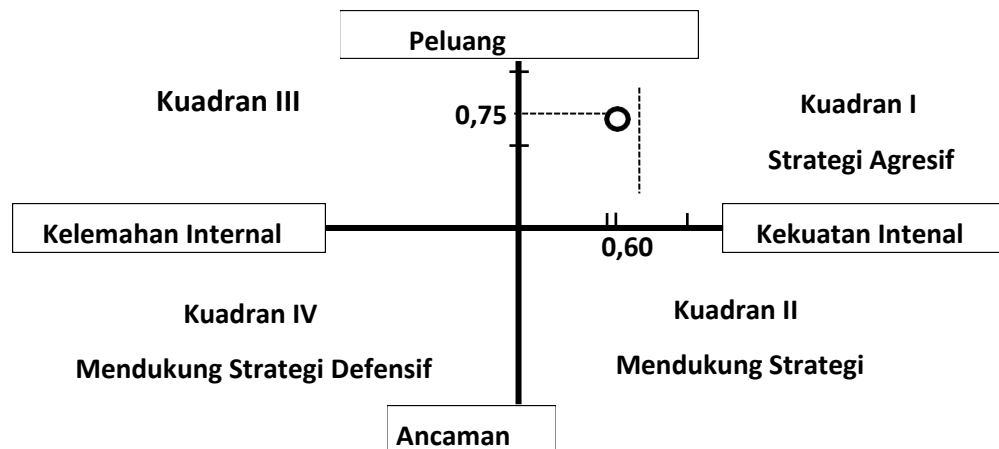 Peluang
Kuadran III
Kuadran I
0,75
Strategi Agresif
Kelemahan Internal
Kekuatan Intenal
0,60
Kuadran IV
Kuadran II
Mendukung Strategi Defensif
Mendukung Strategi
Ancaman